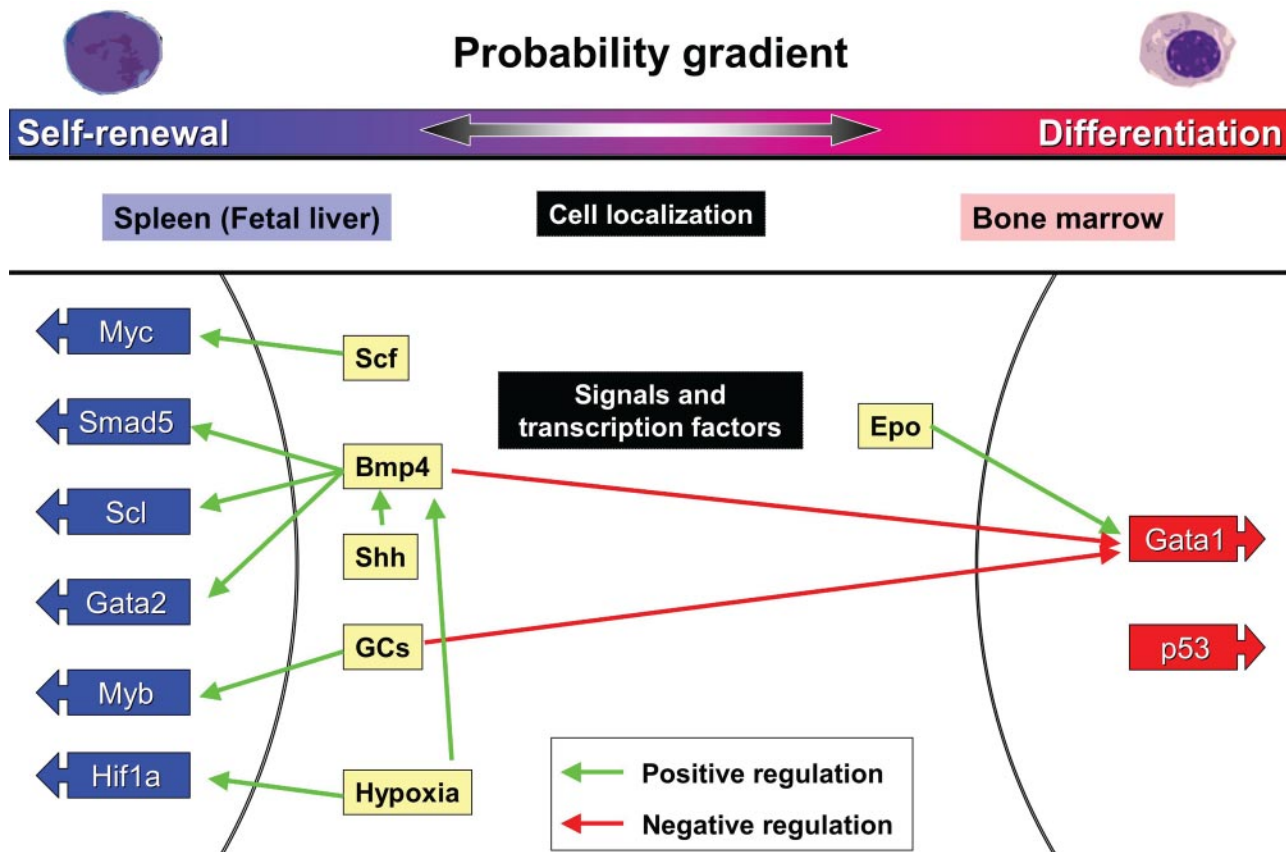 Probability gradient
Self-renewal
Differentiation
Spleen (Fetal liver)
Cell localization
Bone marrow
Myc
Scf
Signals and
transcription factors
Smad5
Epo
Bmp4
Scl
Shh
Gata1
Gata2
GCs
p53
Myb
Hif1a
Hypoxia
Positive regulation
Negative regulation